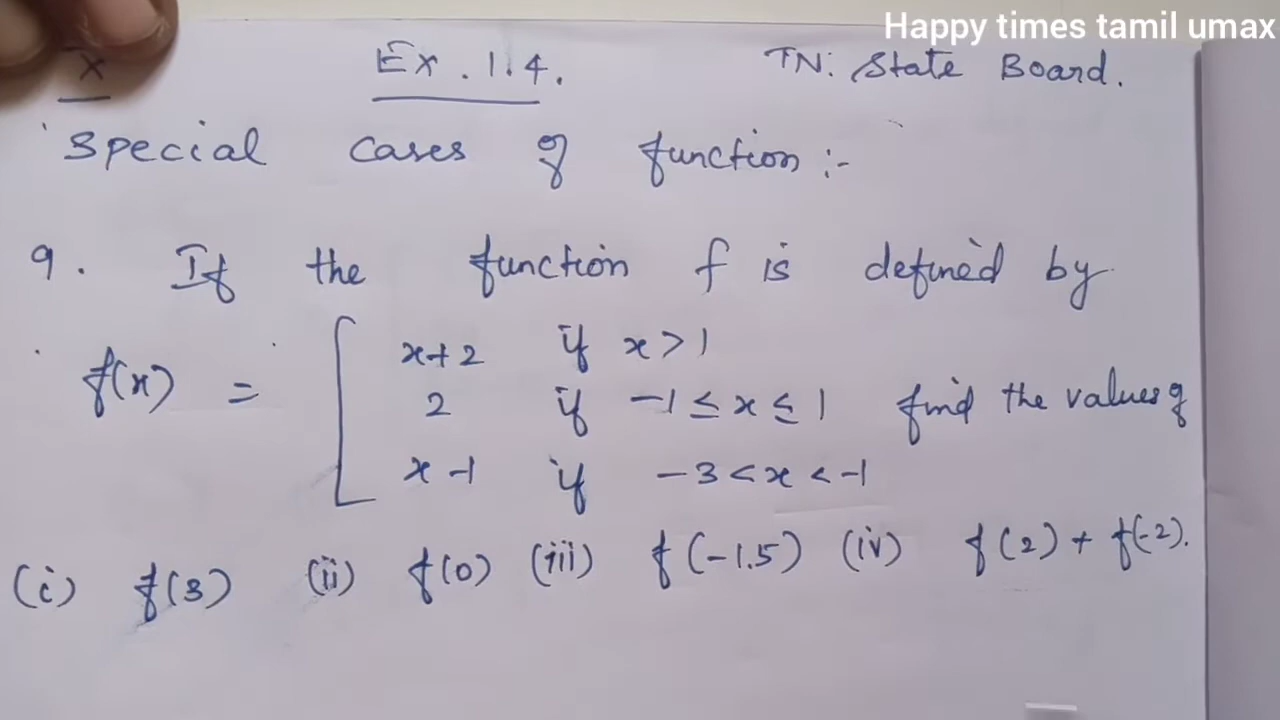 Happy times tamil umax
X Ex. 1.4. TN: State Board.
Special cases of function :-
9. If the function f is defined by
f(x) = [ x+2 if x > 1
2 if -1 ≤ x ≤ 1 find the values of
x-1 if -3 < x < -1
(i) f(3) (ii) f(0) (iii) f(-1.5) (iv) f(2) + f(-2).